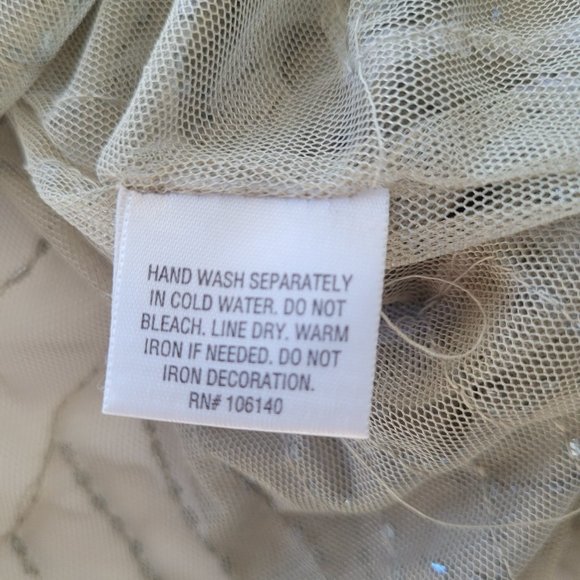 HAND WASH SEPARATELY
IN COLD WATER. DO NOT
BLEACH. LINE DRY. WARM
IRON IF NEEDED. DO NOT
IRON DECORATION.
RN# 106140